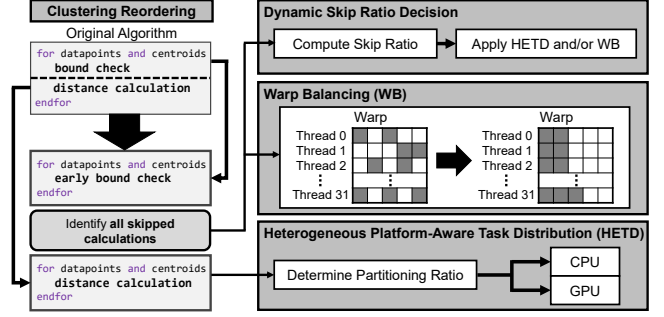 Clustering Reordering
Original Algorithm
for datapoints and centroids
bound check
distance calculation
endfor
for datapoints and centroids
early bound check
endfor
Identify all skipped
calculations
for datapoints and centroids
distance calculation
endfor
Dynamic Skip Ratio Decision
Compute Skip Ratio
Apply HETD and/or WB
Warp Balancing (WB)
Warp
Thread 0
Thread 1
Thread 2
⋮
Thread 31
Warp
Thread 0
Thread 1
Thread 2
⋮
Thread 31
Heterogeneous Platform-Aware Task Distribution (HETD)
Determine Partitioning Ratio
CPU
GPU